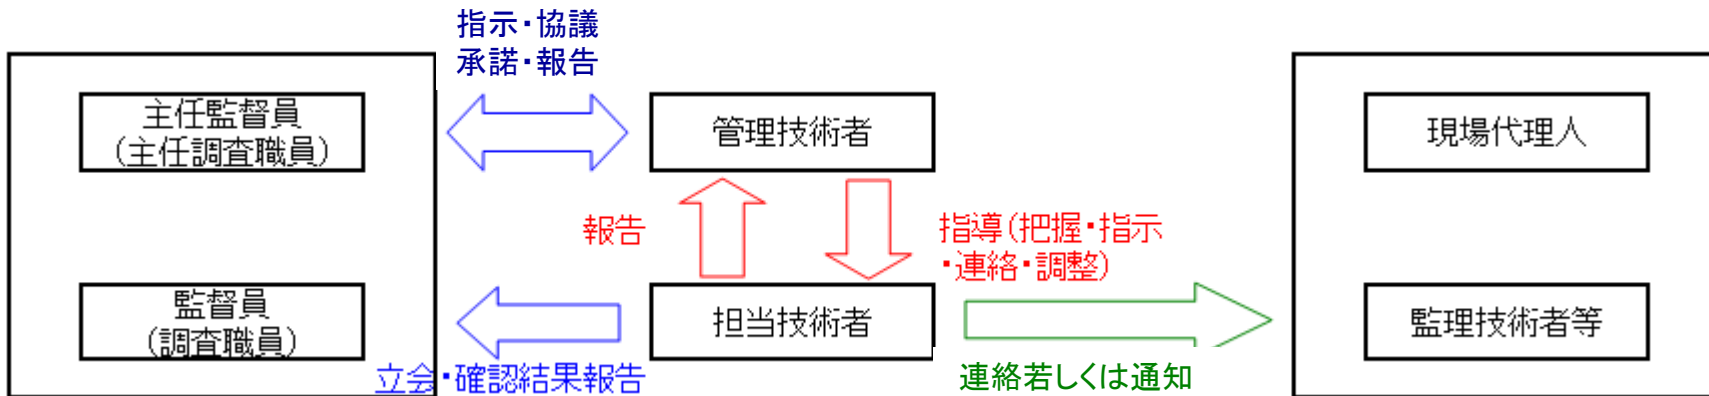 指示・協議
承諾・報告
主任監督員
(主任調査職員)
管理技術者
現場代理人
報告
指導(把握・指示
・連絡・調整)
監督員
(調査職員)
担当技術者
監理技術者等
立会・確認結果報告
連絡若しくは通知